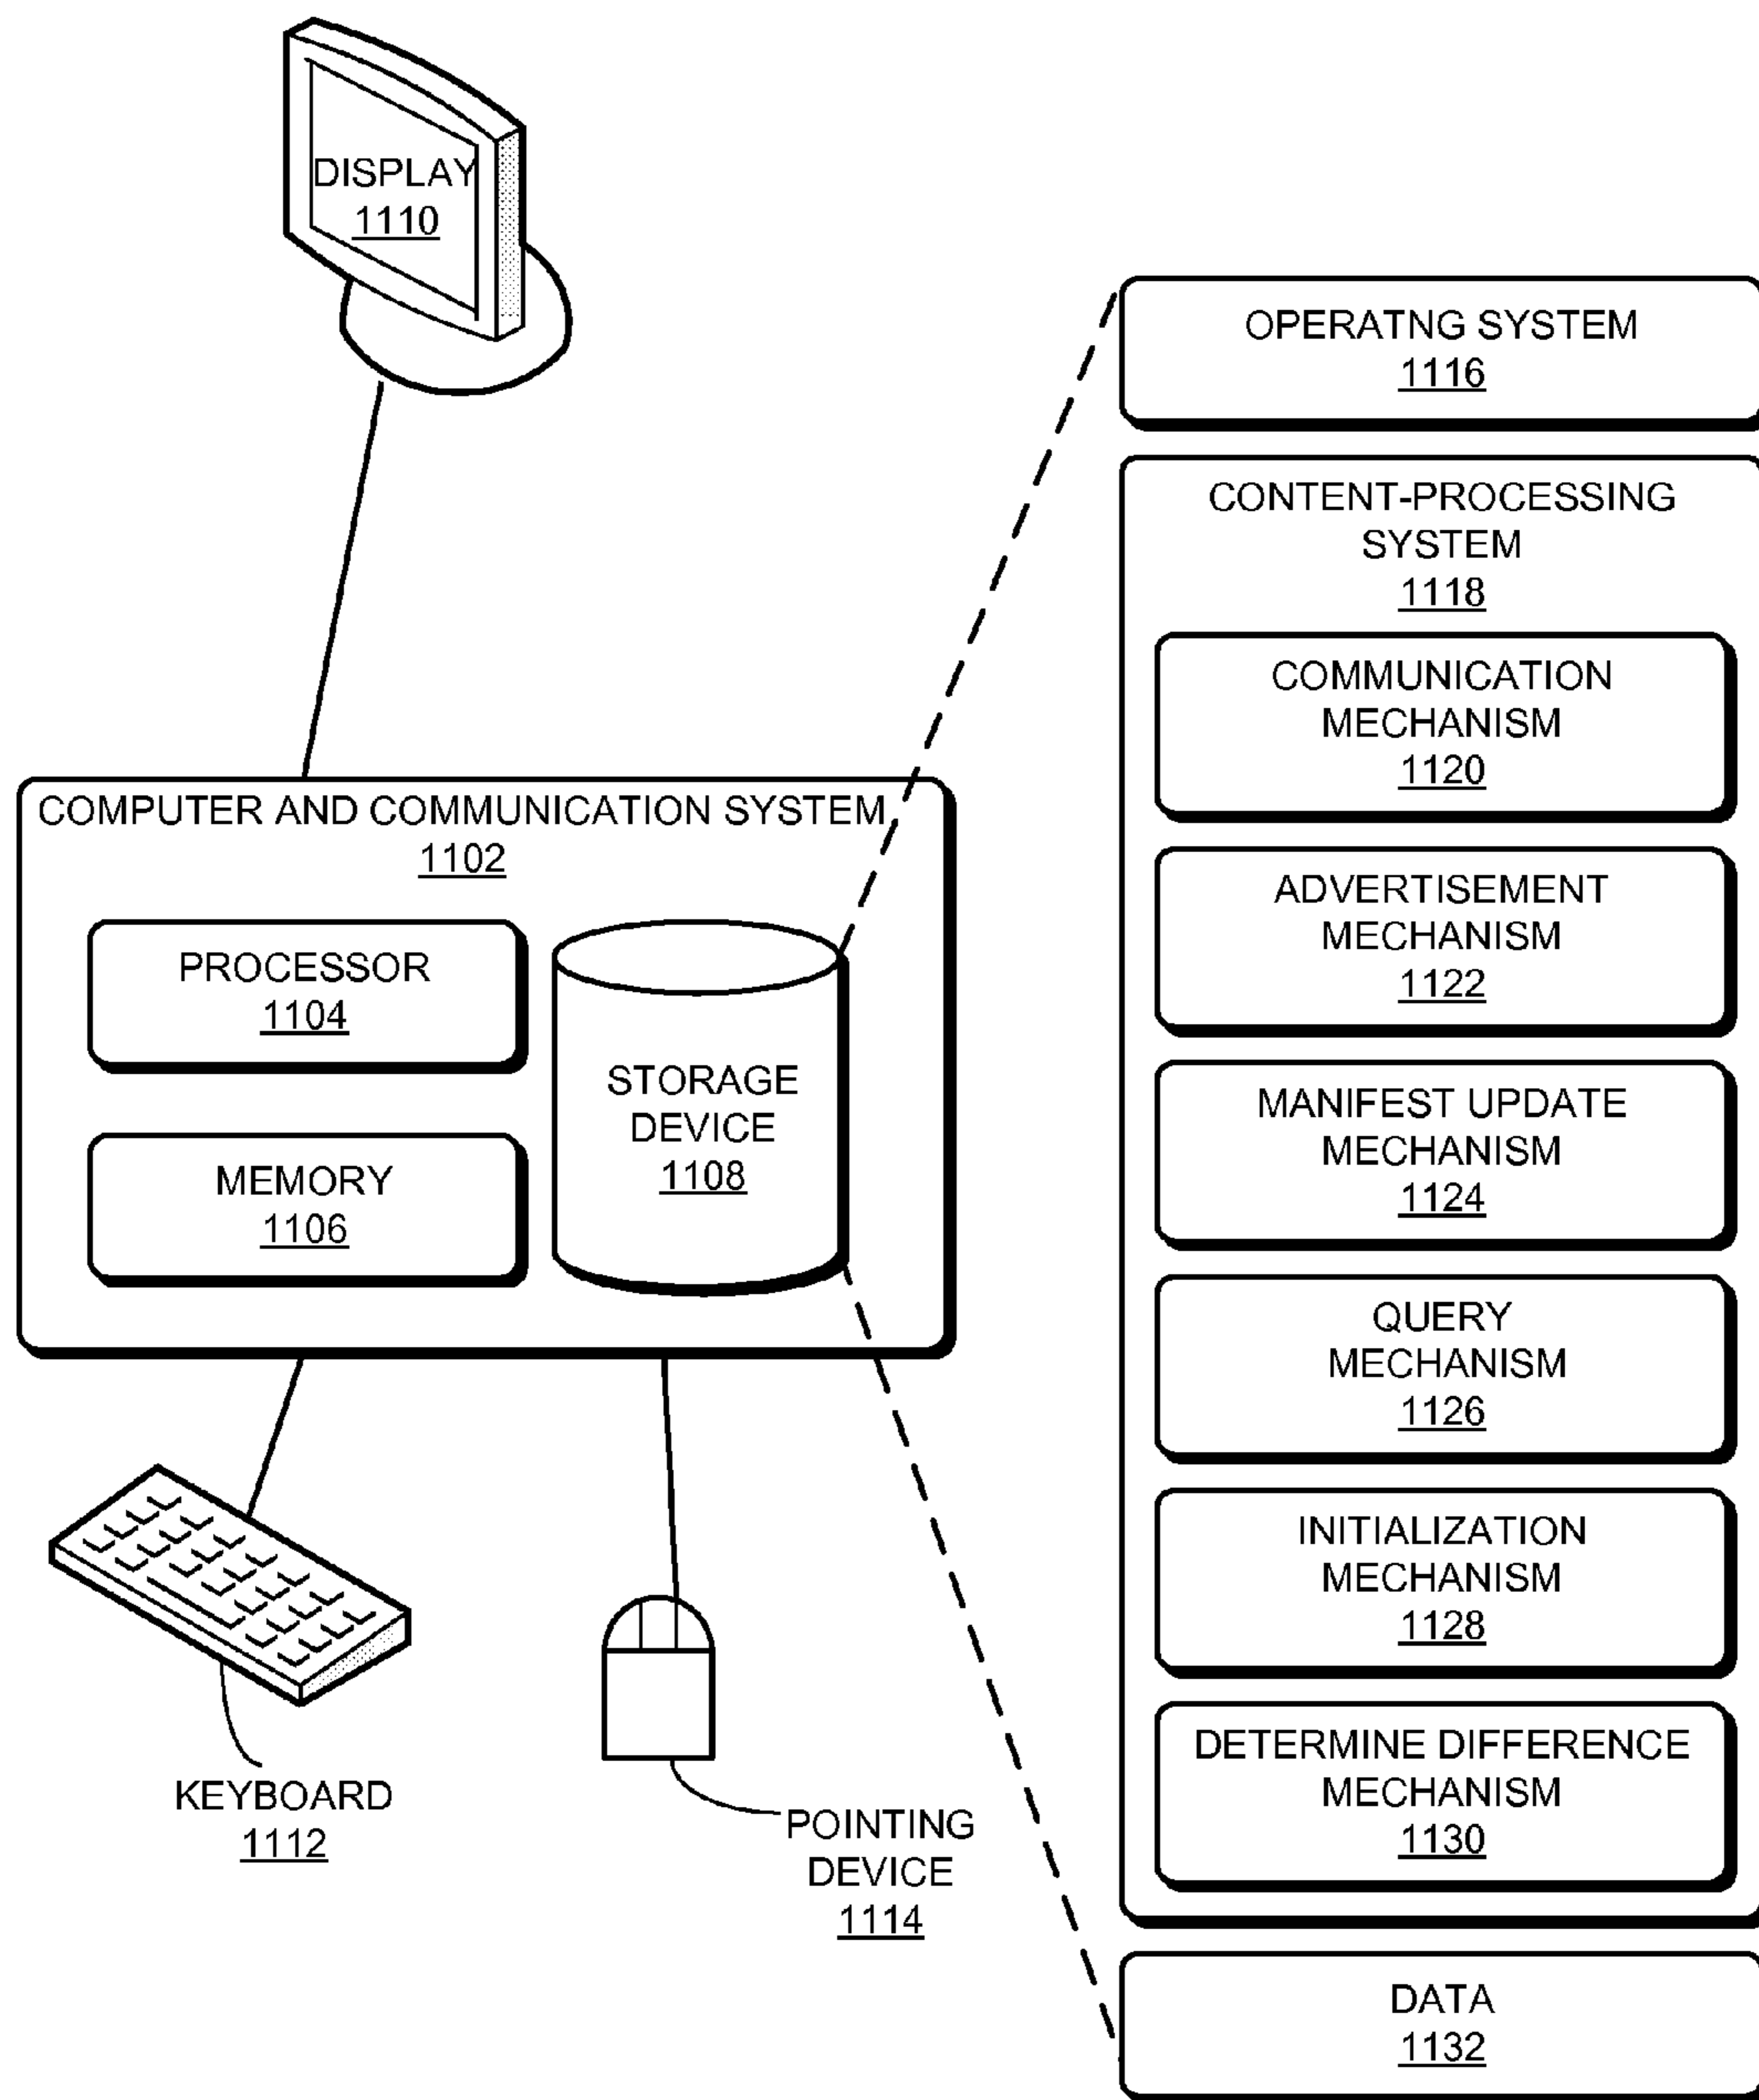 DISPLAY
1110
COMPUTER AND COMMUNICATION SYSTEM
1102
PROCESSOR
1104
MEMORY
1106
STORAGE
DEVICE
1108
KEYBOARD
1112
POINTING
DEVICE
1114
OPERATNG SYSTEM
1116
CONTENT-PROCESSING
SYSTEM
1118
COMMUNICATION
MECHANISM
1120
ADVERTISEMENT
MECHANISM
1122
MANIFEST UPDATE
MECHANISM
1124
QUERY
MECHANISM
1126
INITIALIZATION
MECHANISM
1128
DETERMINE DIFFERENCE
MECHANISM
1130
DATA
1132